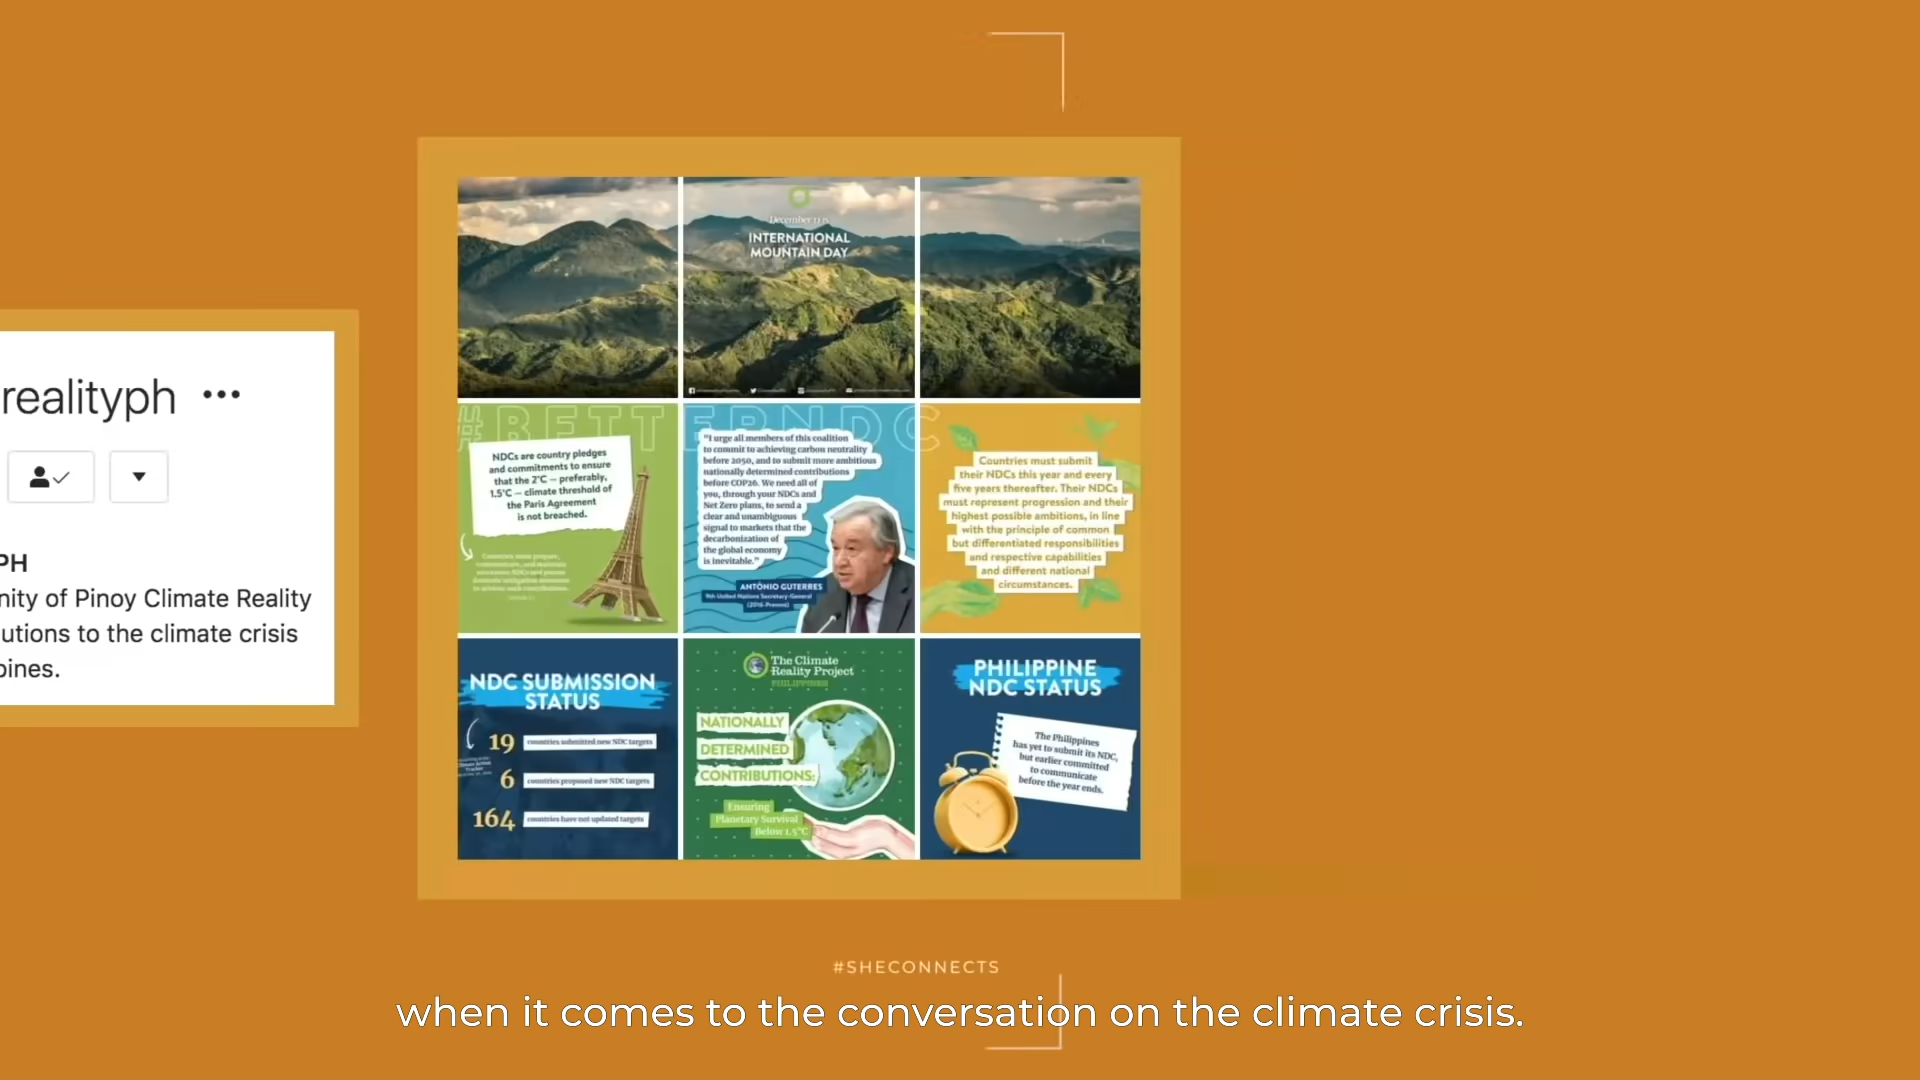 realityph
PH
nity of Pinoy Climate Reality
utions to the climate crisis
pines.
December 11 is
INTERNATIONAL
MOUNTAIN DAY
#BETTERNDC
NDCs are country pledges
and commitments to ensure
that the 2°C – preferably,
1.5°C – climate threshold of
the Paris Agreement
is not breached.
"I urge all members of this coalition
to commit to achieving carbon neutrality
before 2050, and to submit more ambitious
nationally determined contributions
before COP26. We need all of
you, through your NDCs and
Net Zero plans, to send a
clear and unambiguous
signal to markets that the
decarbonization of
the global economy
is inevitable."
ANTÓNIO GUTERRES
9th United Nations Secretary-General
(2016-Present)
Countries must submit
their NDCs this year and every
five years thereafter. Their NDCs
must represent progression and their
highest possible ambitions, in line
with the principle of common
but differentiated responsibilities
and respective capabilities
and different national
circumstances.
NDC SUBMISSION
STATUS
19 countries submitted new NDC targets
6 countries proposed new NDC targets
164 countries have not updated targets
The Climate
Reality Project
PHILIPPINES
NATIONALLY
DETERMINED
CONTRIBUTIONS:
Ensuring
Planetary Survival
Below 1.5°C
PHILIPPINE
NDC STATUS
The Philippines
has yet to submit its NDC,
but earlier committed
to communicate
before the year ends.
#SHECONNECTS
when it comes to the conversation on the climate crisis.